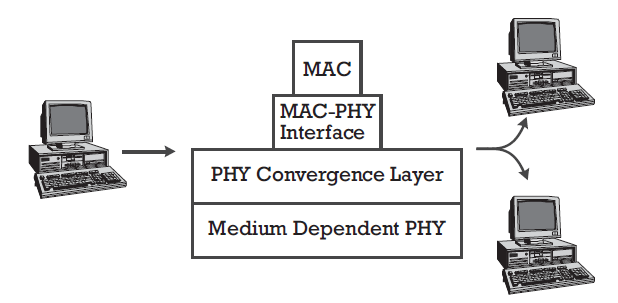 MAC
MAC-PHY
Interface
PHY Convergence Layer
Medium Dependent PHY